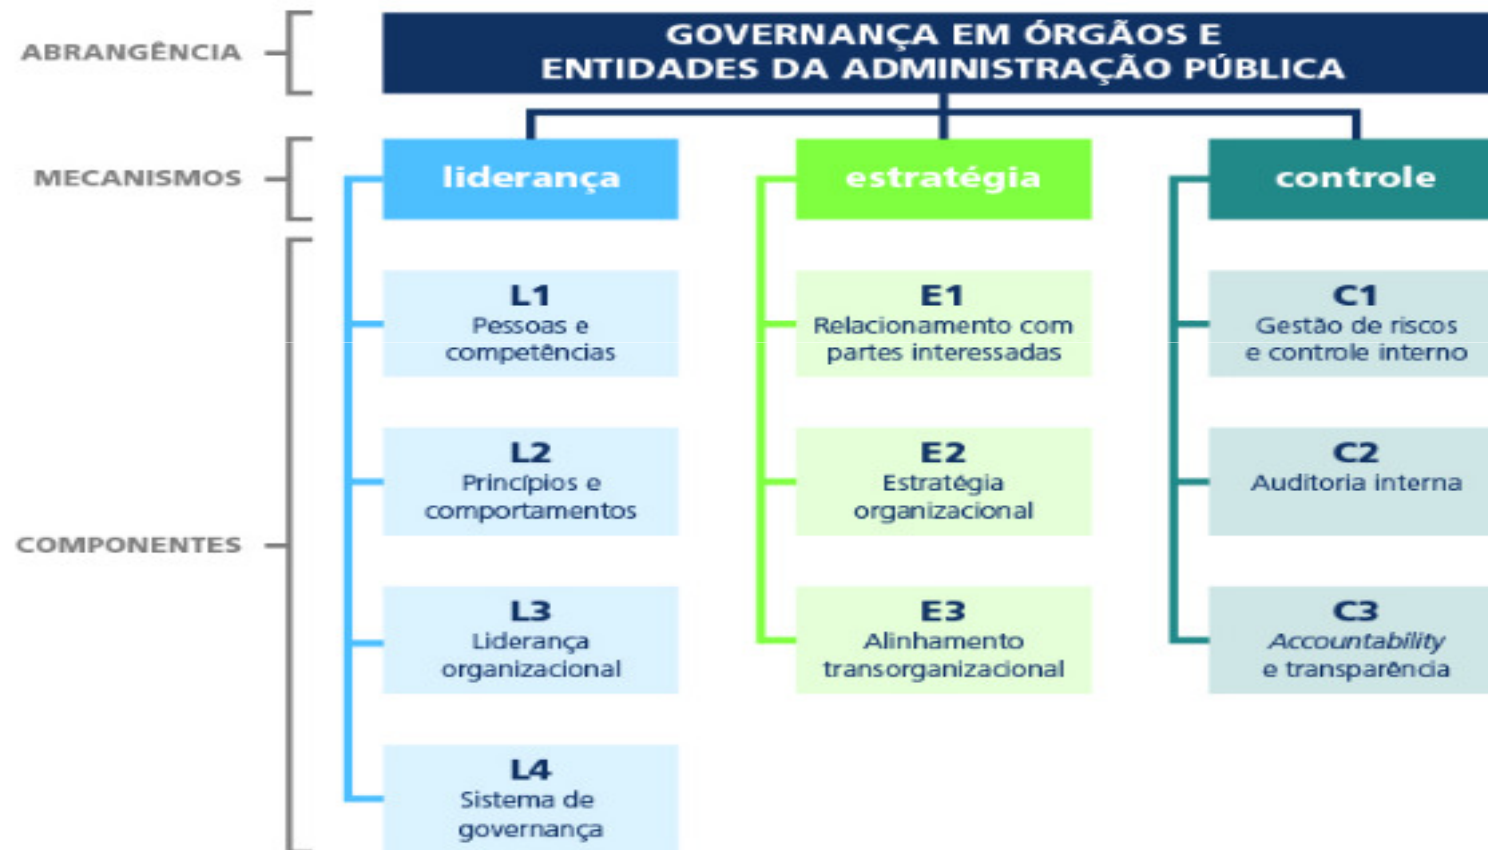 ABRANGÊNCIA
GOVERNANÇA EM ÓRGÃOS E
ENTIDADES DA ADMINISTRAÇÃO PÚBLICA
MECANISMOS
liderança
estratégia
controle
COMPONENTES
L1
Pessoas e
competências
L2
Princípios e
comportamentos
L3
Liderança
organizacional
L4
Sistema de
governança
E1
Relacionamento com
partes interessadas
E2
Estratégia
organizacional
E3
Alinhamento
transorganizacional
C1
Gestão de riscos
e controle interno
C2
Auditoria interna
C3
Accountability
e transparência